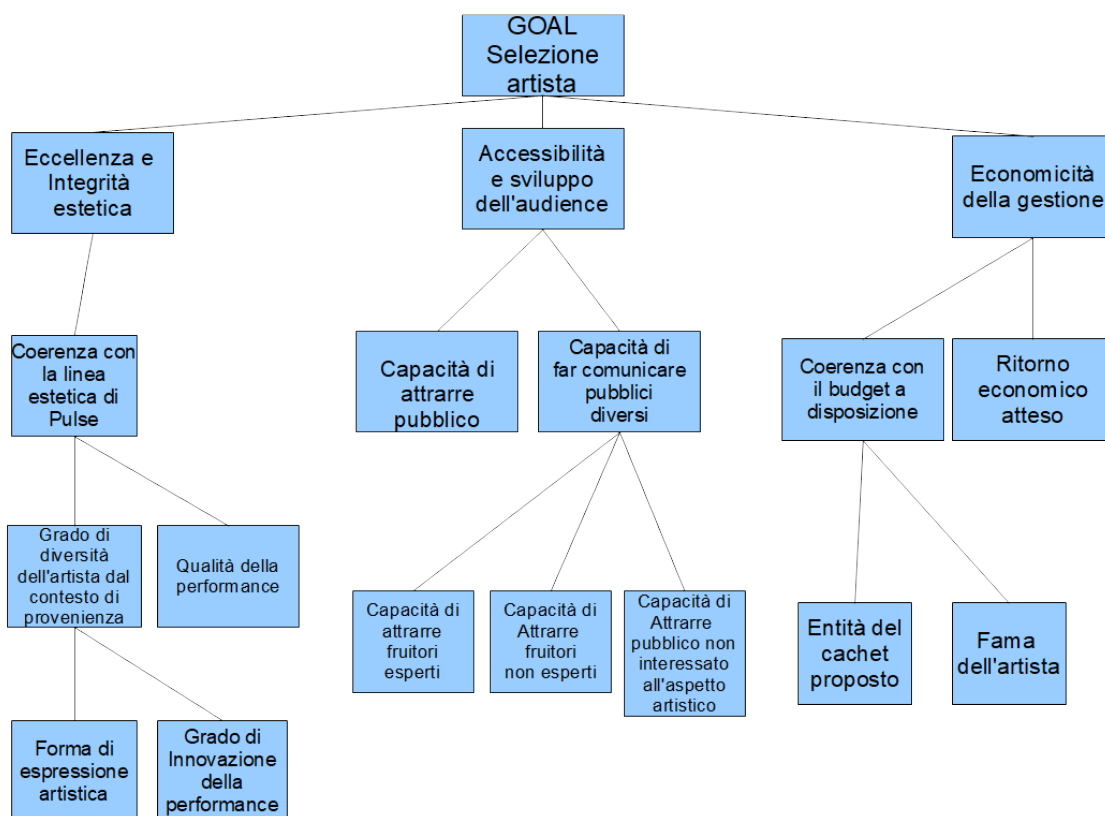 GOAL
Selezione
artista
Eccellenza e
Integrità
estetica
Accessibilità
e sviluppo
dell'audience
Economicità
della gestione
Coerenza con
la linea
estetica di
Pulse
Capacità di
attrarre
pubblico
Capacità di
far comunicare
pubblici
diversi
Coerenza con
il budget a
disposizione
Ritorno
economico
atteso
Grado di
diversità
dell'artista dal
contesto di
provenienza
Qualità della
performance
Capacità di
attrarre
fruitori
esperti
Capacità di
Attrarre
fruitori
non esperti
Capacità di
Attrarre
pubblico non
interessato
all'aspetto
artistico
Entità del
cachet
proposto
Fama
dell'artista
Forma di
espressione
artistica
Grado di
Innovazione
della
performance